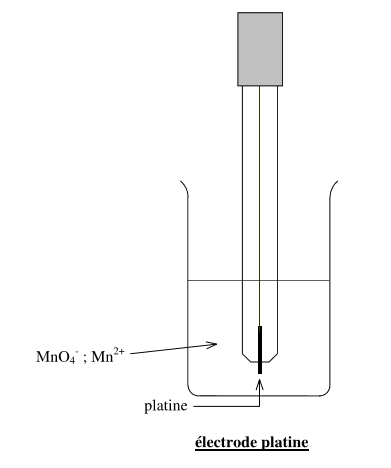 MnO₄⁻ ; Mn²⁺
platine
électrode platine